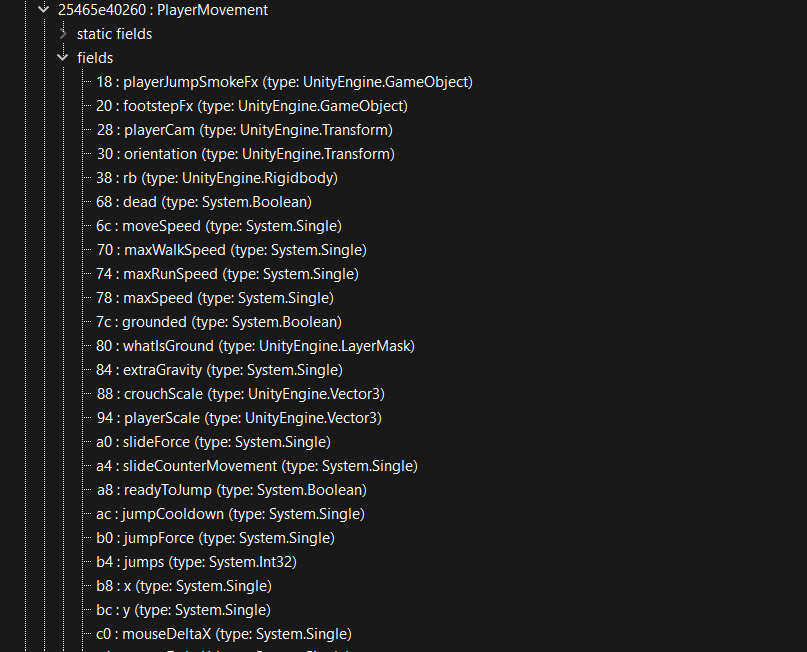 25465e40260 : PlayerMovement
static fields
fields
18 : playerJumpSmokeFx (type: UnityEngine.GameObject)
20 : footstepFx (type: UnityEngine.GameObject)
28 : playerCam (type: UnityEngine.Transform)
30 : orientation (type: UnityEngine.Transform)
38 : rb (type: UnityEngine.Rigidbody)
68 : dead (type: System.Boolean)
6c : moveSpeed (type: System.Single)
70 : maxWalkSpeed (type: System.Single)
74 : maxRunSpeed (type: System.Single)
78 : maxSpeed (type: System.Single)
7c : grounded (type: System.Boolean)
80 : whatIsGround (type: UnityEngine.LayerMask)
84 : extraGravity (type: System.Single)
88 : crouchScale (type: UnityEngine.Vector3)
94 : playerScale (type: UnityEngine.Vector3)
a0 : slideForce (type: System.Single)
a4 : slideCounterMovement (type: System.Single)
a8 : readyToJump (type: System.Boolean)
ac : jumpCooldown (type: System.Single)
b0 : jumpForce (type: System.Single)
b4 : jumps (type: System.Int32)
b8 : x (type: System.Single)
bc : y (type: System.Single)
c0 : mouseDeltaX (type: System.Single)